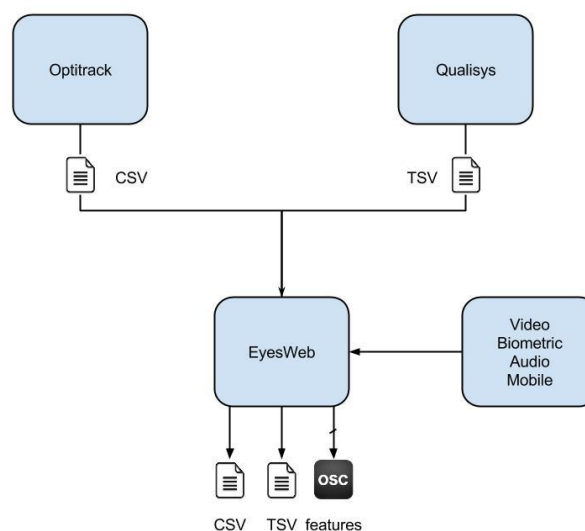 Optitrack
Qualisys
CSV
TSV
EyesWeb
Video
Biometric
Audio
Mobile
OSC
CSV TSV features